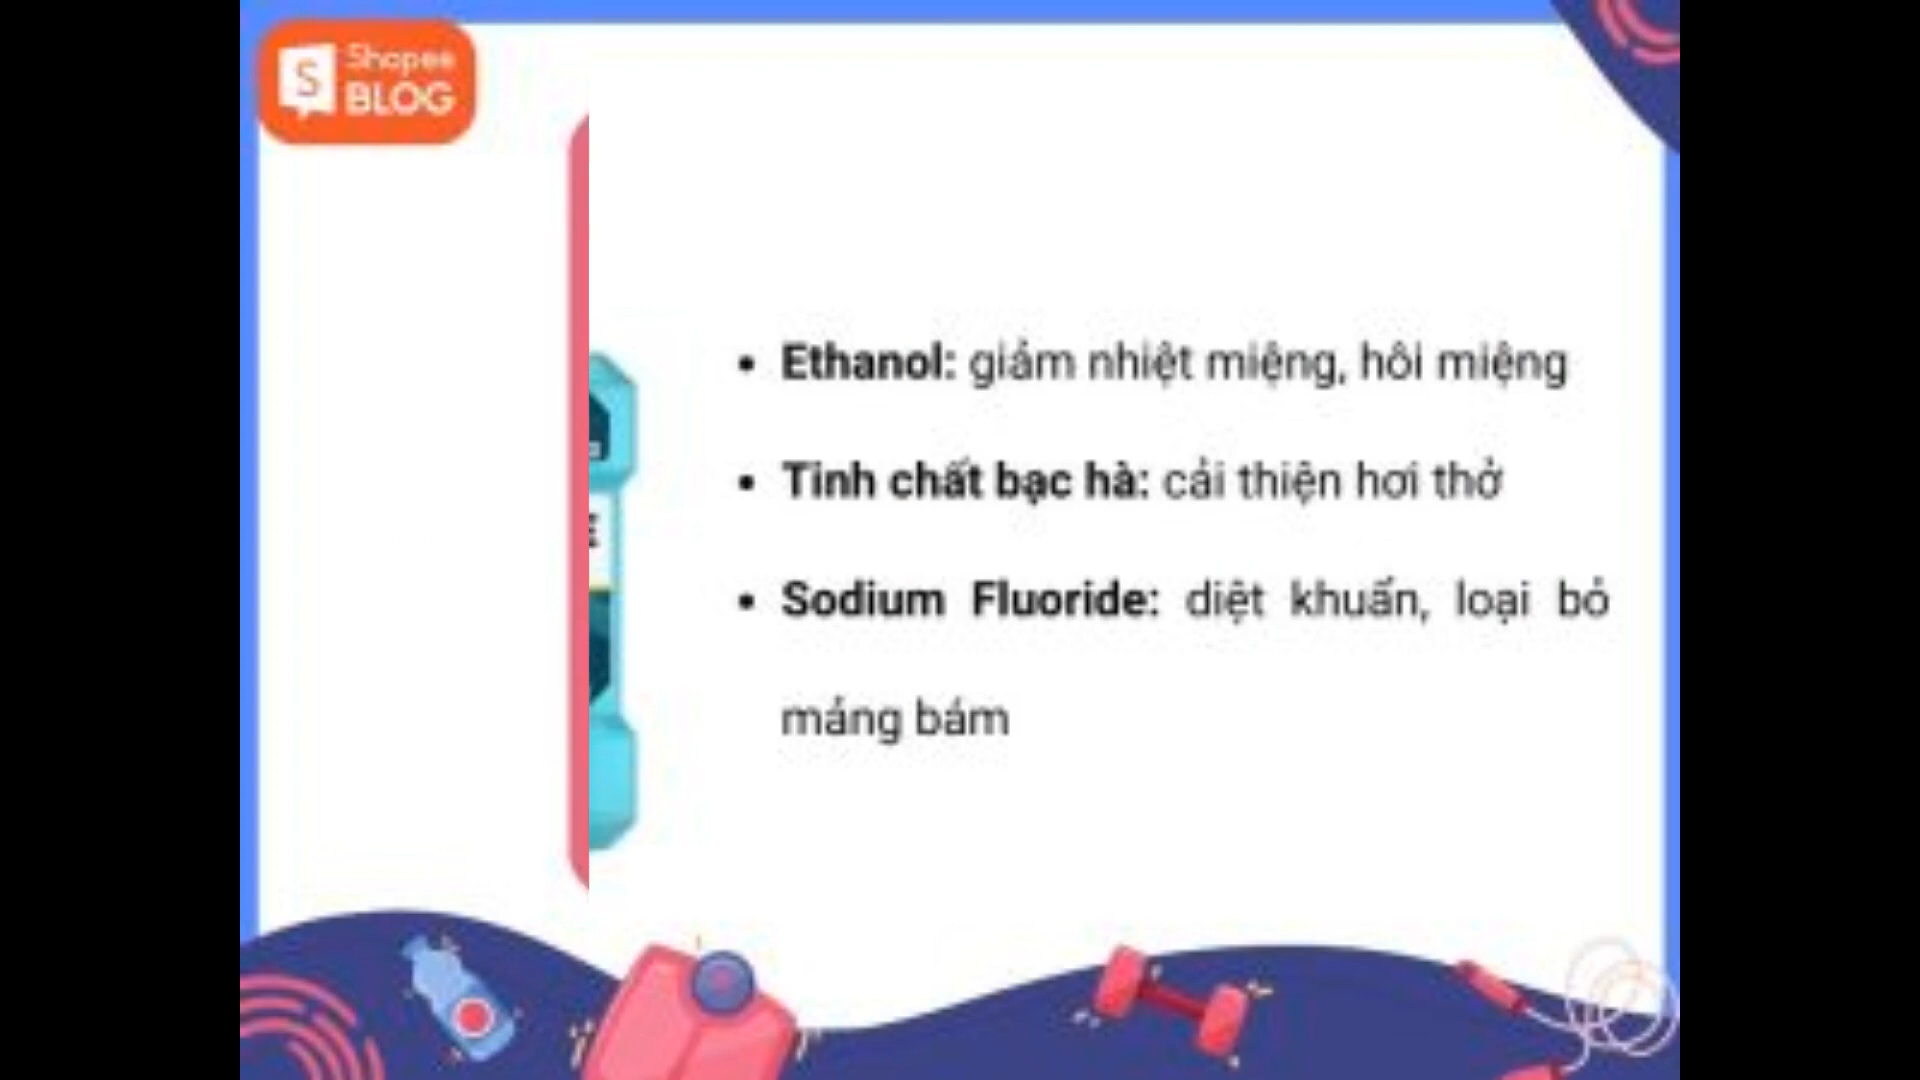 Shopee
BLOG
• Ethanol: giảm nhiệt miệng, hôi miệng
• Tinh chất bạc hà: cải thiện hơi thở
• Sodium Fluoride: diệt khuẩn, loại bỏ
mảng bám